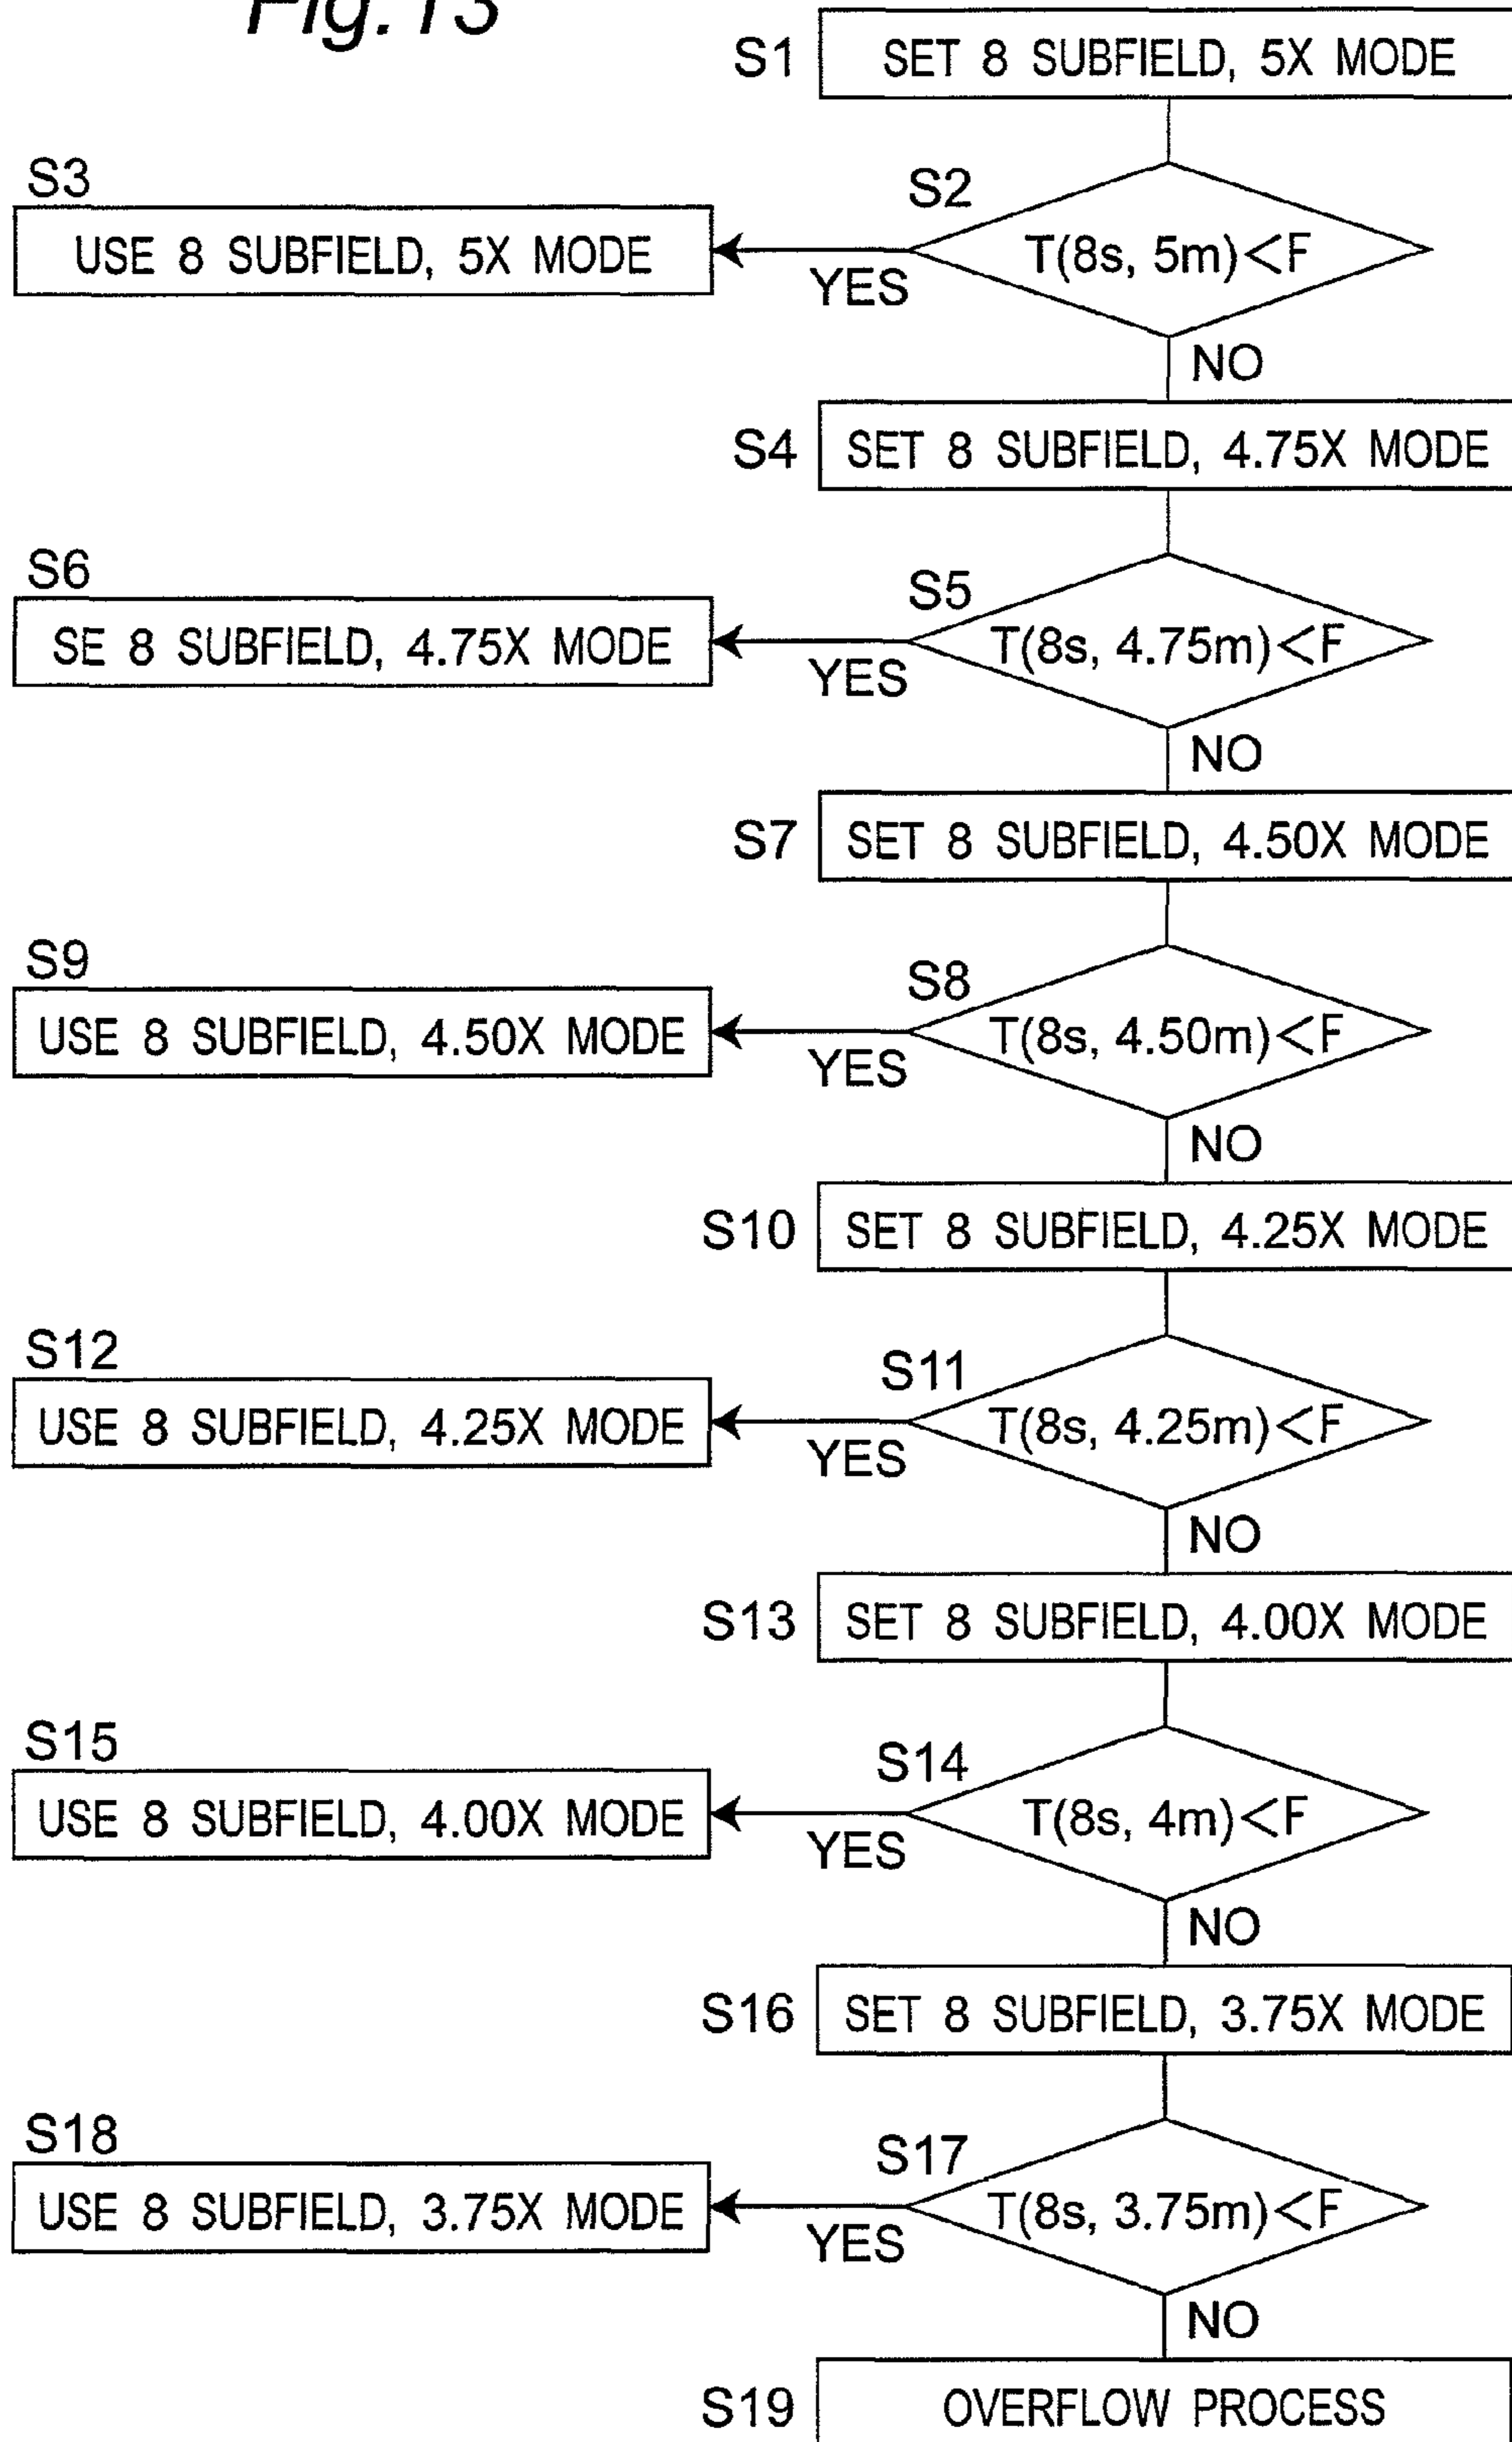 Fig.13
S1
SET 8 SUBFIELD, 5X MODE
S2
T(8s, 5m)<F
YES
S3
USE 8 SUBFIELD, 5X MODE
NO
S4
SET 8 SUBFIELD, 4.75X MODE
S5
T(8s, 4.75m)<F
YES
S6
SE 8 SUBFIELD, 4.75X MODE
NO
S7
SET 8 SUBFIELD, 4.50X MODE
S8
T(8s, 4.50m)<F
YES
S9
USE 8 SUBFIELD, 4.50X MODE
NO
S10
SET 8 SUBFIELD, 4.25X MODE
S11
T(8s, 4.25m)<F
YES
S12
USE 8 SUBFIELD, 4.25X MODE
NO
S13
SET 8 SUBFIELD, 4.00X MODE
S14
T(8s, 4m)<F
YES
S15
USE 8 SUBFIELD, 4.00X MODE
NO
S16
SET 8 SUBFIELD, 3.75X MODE
S17
T(8s, 3.75m)<F
YES
S18
USE 8 SUBFIELD, 3.75X MODE
NO
S19
OVERFLOW PROCESS